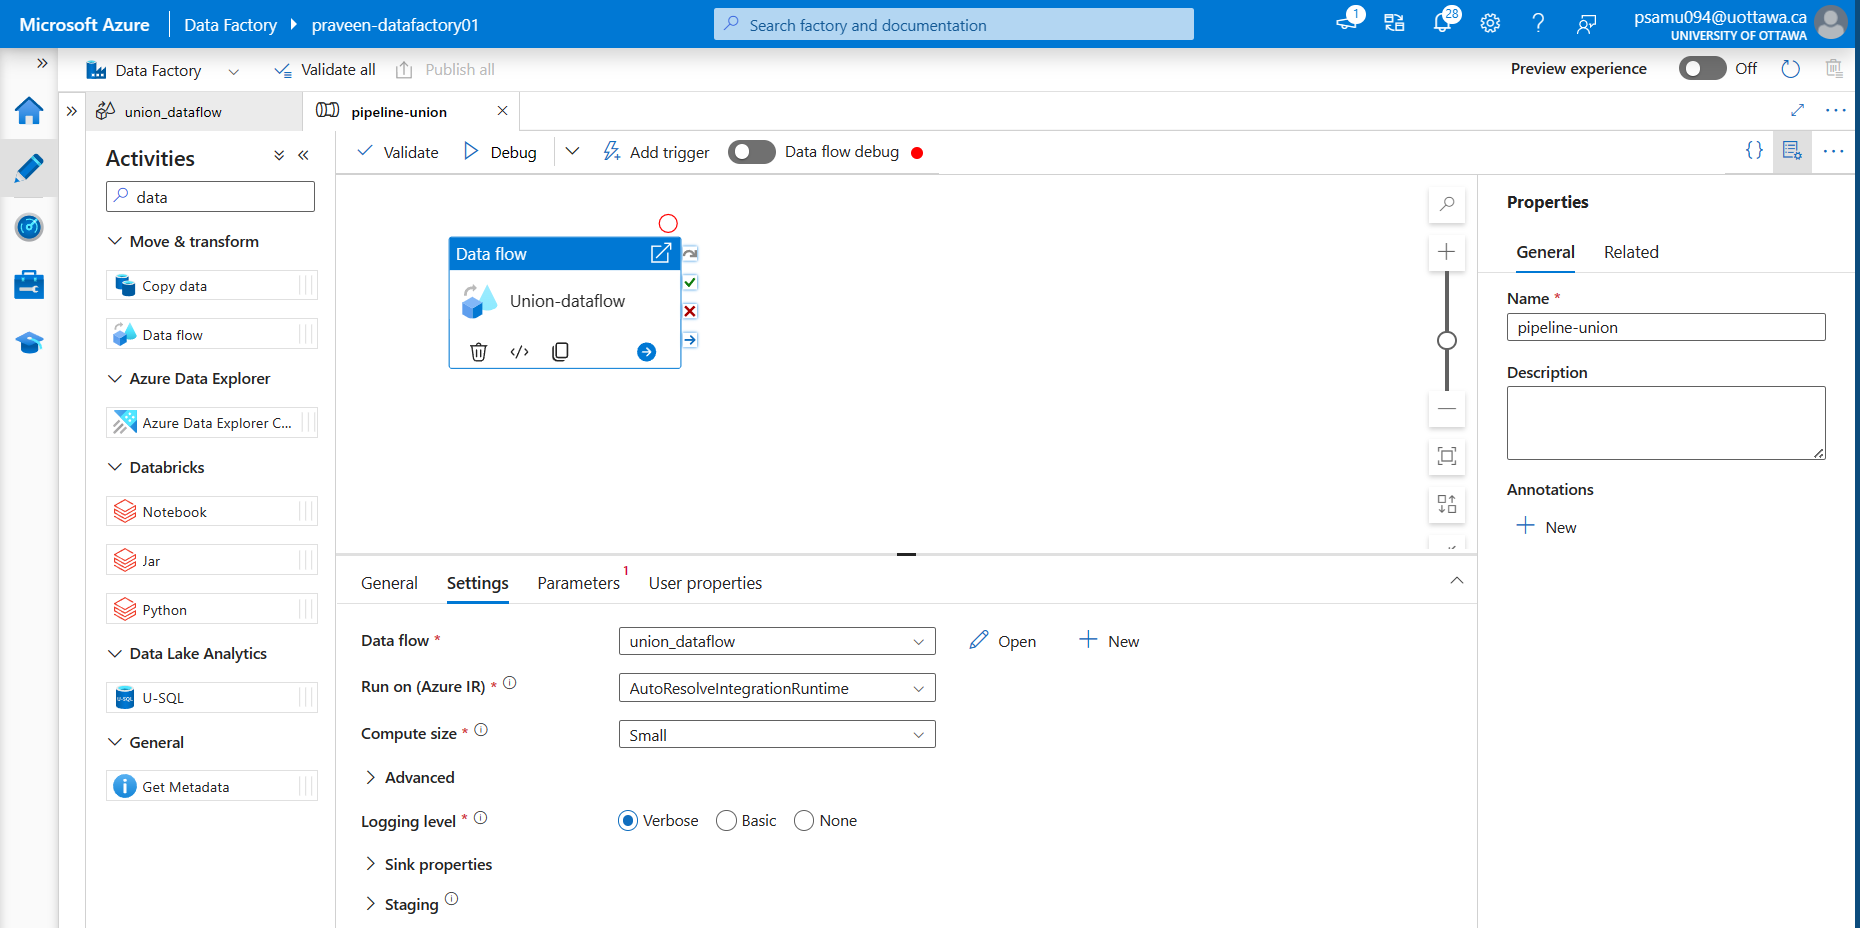 Microsoft Azure
Data Factory
praveen-datafactory01
Search factory and documentation
1
28
psamu094@uottawa.ca
UNIVERSITY OF OTTAWA
Data Factory
Validate all
Publish all
Preview experience
Off
union_dataflow
pipeline-union
Activities
data
Move & transform
Copy data
Data flow
Azure Data Explorer
Azure Data Explorer C...
Databricks
Notebook
Jar
Python
Data Lake Analytics
U-SQL
General
Get Metadata
Validate
Debug
Add trigger
Data flow debug
Data flow
Union-dataflow
General
Settings
Parameters 1
User properties
Data flow *
union_dataflow
Open
New
Run on (Azure IR) *
AutoResolveIntegrationRuntime
Compute size *
Small
Advanced
Logging level *
Verbose
Basic
None
Sink properties
Staging
Properties
General
Related
Name *
pipeline-union
Description
Annotations
New